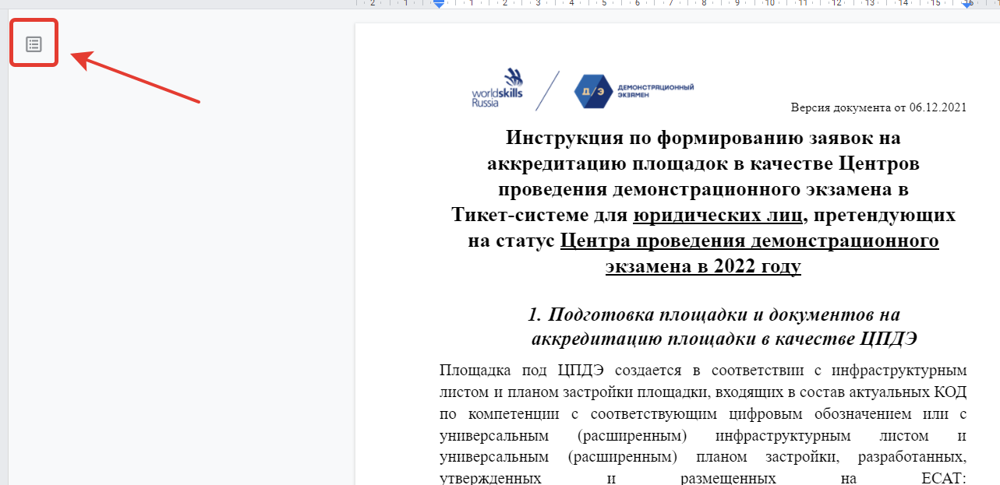 2 1 1 2 3 4 5 6 7 8 9 10 11 12 13 14 15 16
worldskills
Russia
Д/Э
ДЕМОНСТРАЦИОННЫЙ
ЭКЗАМЕН
Версия документа от 06.12.2021
Инструкция по формированию заявок на
аккредитацию площадок в качестве Центров
проведения демонстрационного экзамена в
Тикет-системе для юридических лиц, претендующих
на статус Центра проведения демонстрационного
экзамена в 2022 году
1. Подготовка площадки и документов на
аккредитацию площадки в качестве ЦПДЭ
Площадка под ЦПДЭ создается в соответствии с инфраструктурным
листом и планом застройки площадки, входящих в состав актуальных КОД
по компетенции с соответствующим цифровым обозначением или с
универсальным (расширенным) инфраструктурным листом и
универсальным (расширенным) планом застройки, разработанных,
утвержденных и размещенных на ЕСАТ: